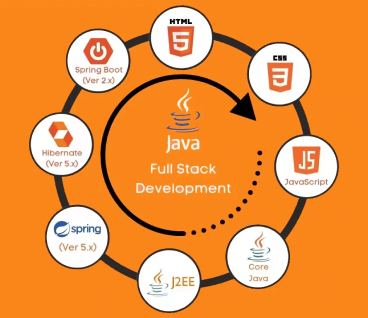 HTML
5
CSS
3
JS
JavaScript
Core
Java
J2EE
spring
(Ver 5.x)
Hibernate
(Ver 5.x)
Spring Boot
(Ver 2.x)
Java
Full Stack
Development